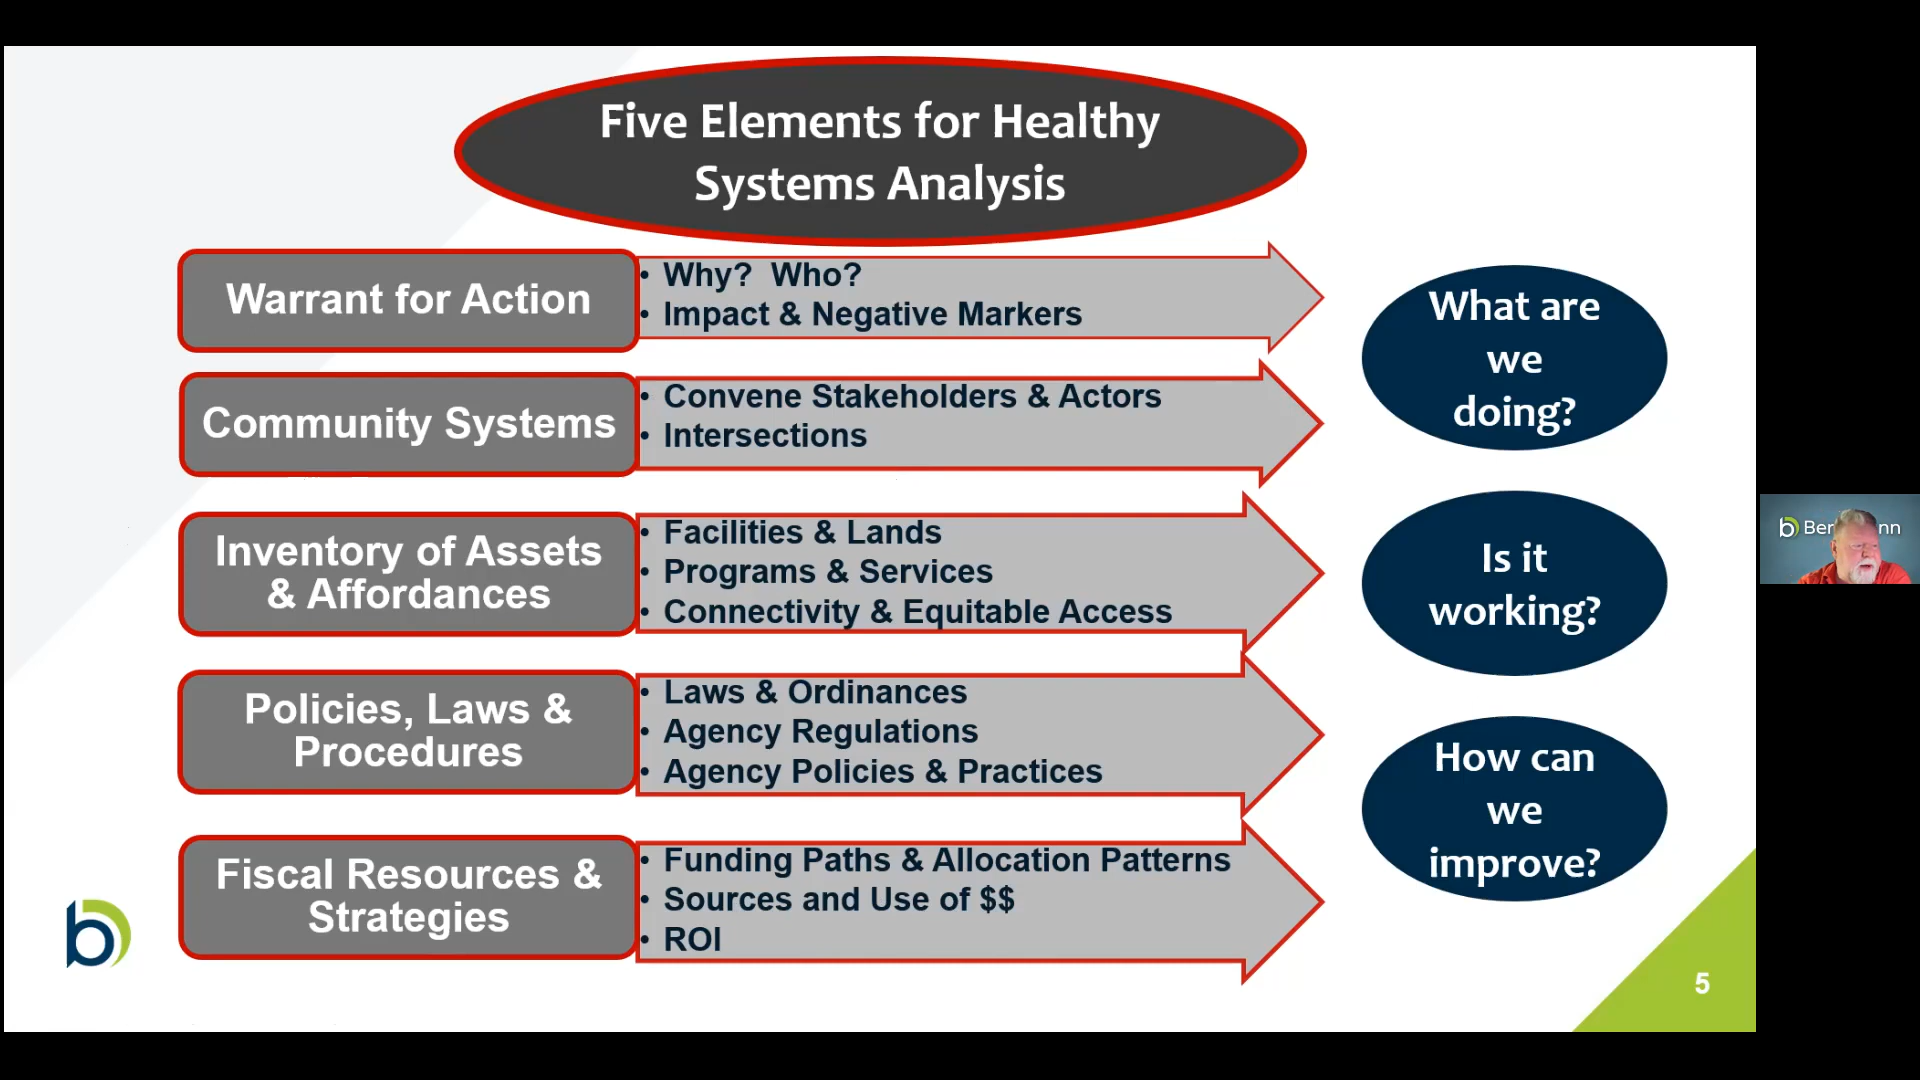 Five Elements for Healthy
Systems Analysis
Warrant for Action
• Why?  Who?
• Impact & Negative Markers
Community Systems
• Convene Stakeholders & Actors
• Intersections
Inventory of Assets
& Affordances
• Facilities & Lands
• Programs & Services
• Connectivity & Equitable Access
Policies, Laws &
Procedures
• Laws & Ordinances
• Agency Regulations
• Agency Policies & Practices
Fiscal Resources &
Strategies
• Funding Paths & Allocation Patterns
• Sources and Use of $$
• ROI
What are
we
doing?
Is it
working?
How can
we
improve?
b
5